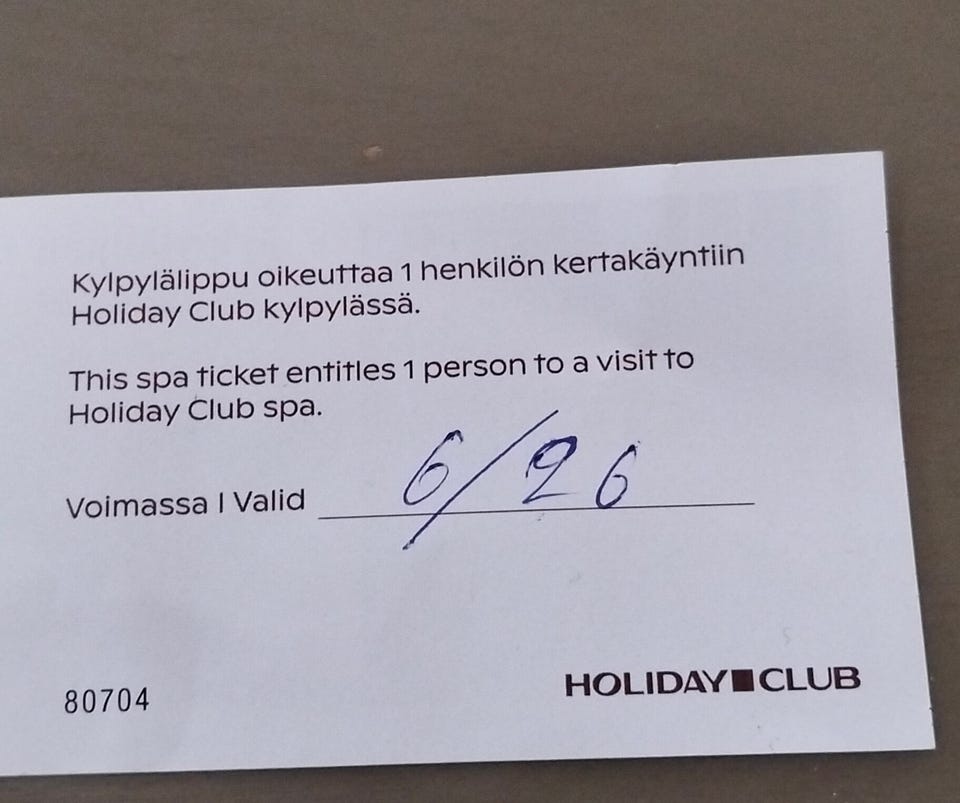 Kylpylälippu oikeuttaa 1 henkilön kertakäyntiin
Holiday Club kylpylässä.
This spa ticket entitles 1 person to a visit to
Holiday Club spa.
Voimassa I Valid 6/26
80704
HOLIDAY CLUB